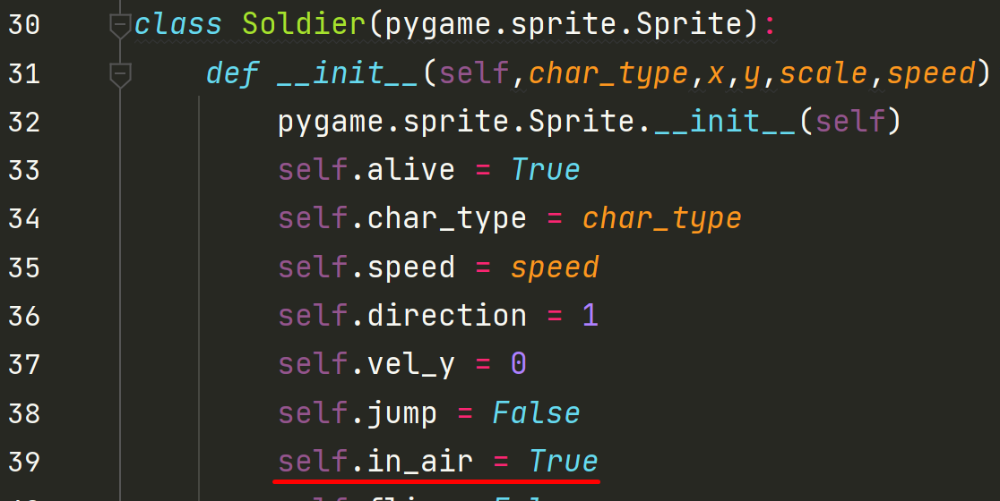 30 class Soldier(pygame.sprite.Sprite):
31 def __init__(self,char_type,x,y,scale,speed)
32 pygame.sprite.Sprite.__init__(self)
33 self.alive = True
34 self.char_type = char_type
35 self.speed = speed
36 self.direction = 1
37 self.vel_y = 0
38 self.jump = False
39 self.in_air = True